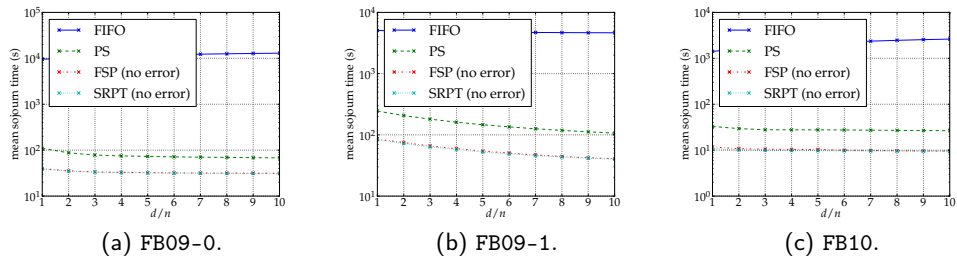 mean sojourn time (s)
10^5
10^4
10^3
10^2
10^1
FIFO
PS
FSP (no error)
SRPT (no error)
1 2 3 4 5 6 7 8 9 10
d/n
(a) FB09-0.
mean sojourn time (s)
10^4
10^3
10^2
10^1
FIFO
PS
FSP (no error)
SRPT (no error)
1 2 3 4 5 6 7 8 9 10
d/n
(b) FB09-1.
mean sojourn time (s)
10^4
10^3
10^2
10^1
10^0
FIFO
PS
FSP (no error)
SRPT (no error)
1 2 3 4 5 6 7 8 9 10
d/n
(c) FB10.